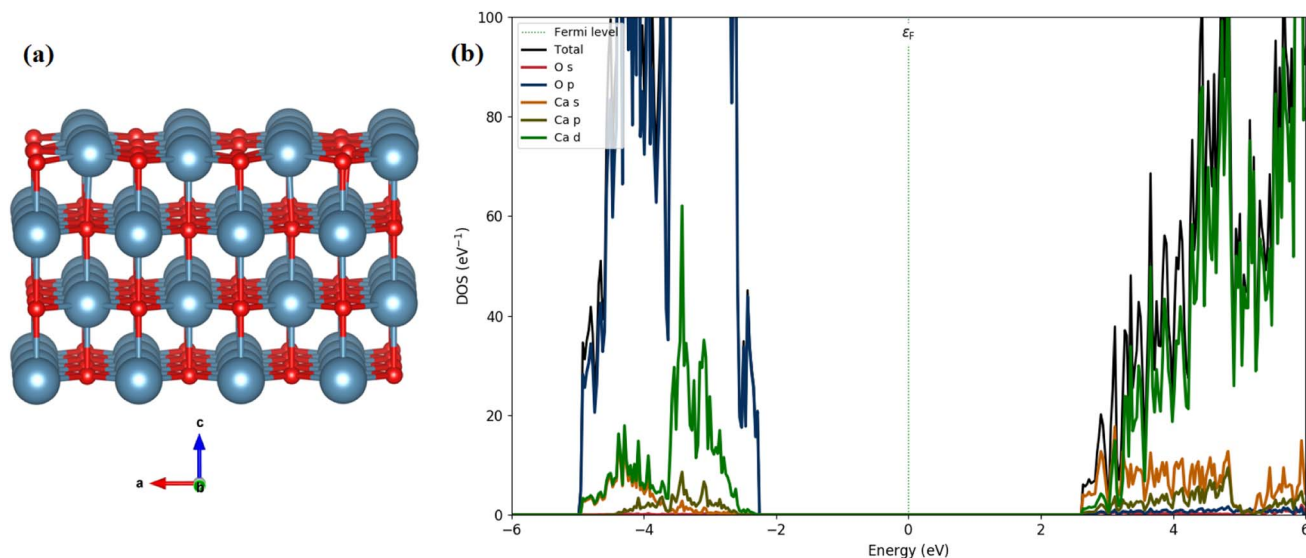 (a)
c
a
b
(b)
Fermi level
Total
O s
O p
Ca s
Ca p
Ca d
εF
DOS (eV⁻¹)
100
80
60
40
20
0
−6
−4
−2
0
2
4
6
Energy (eV)